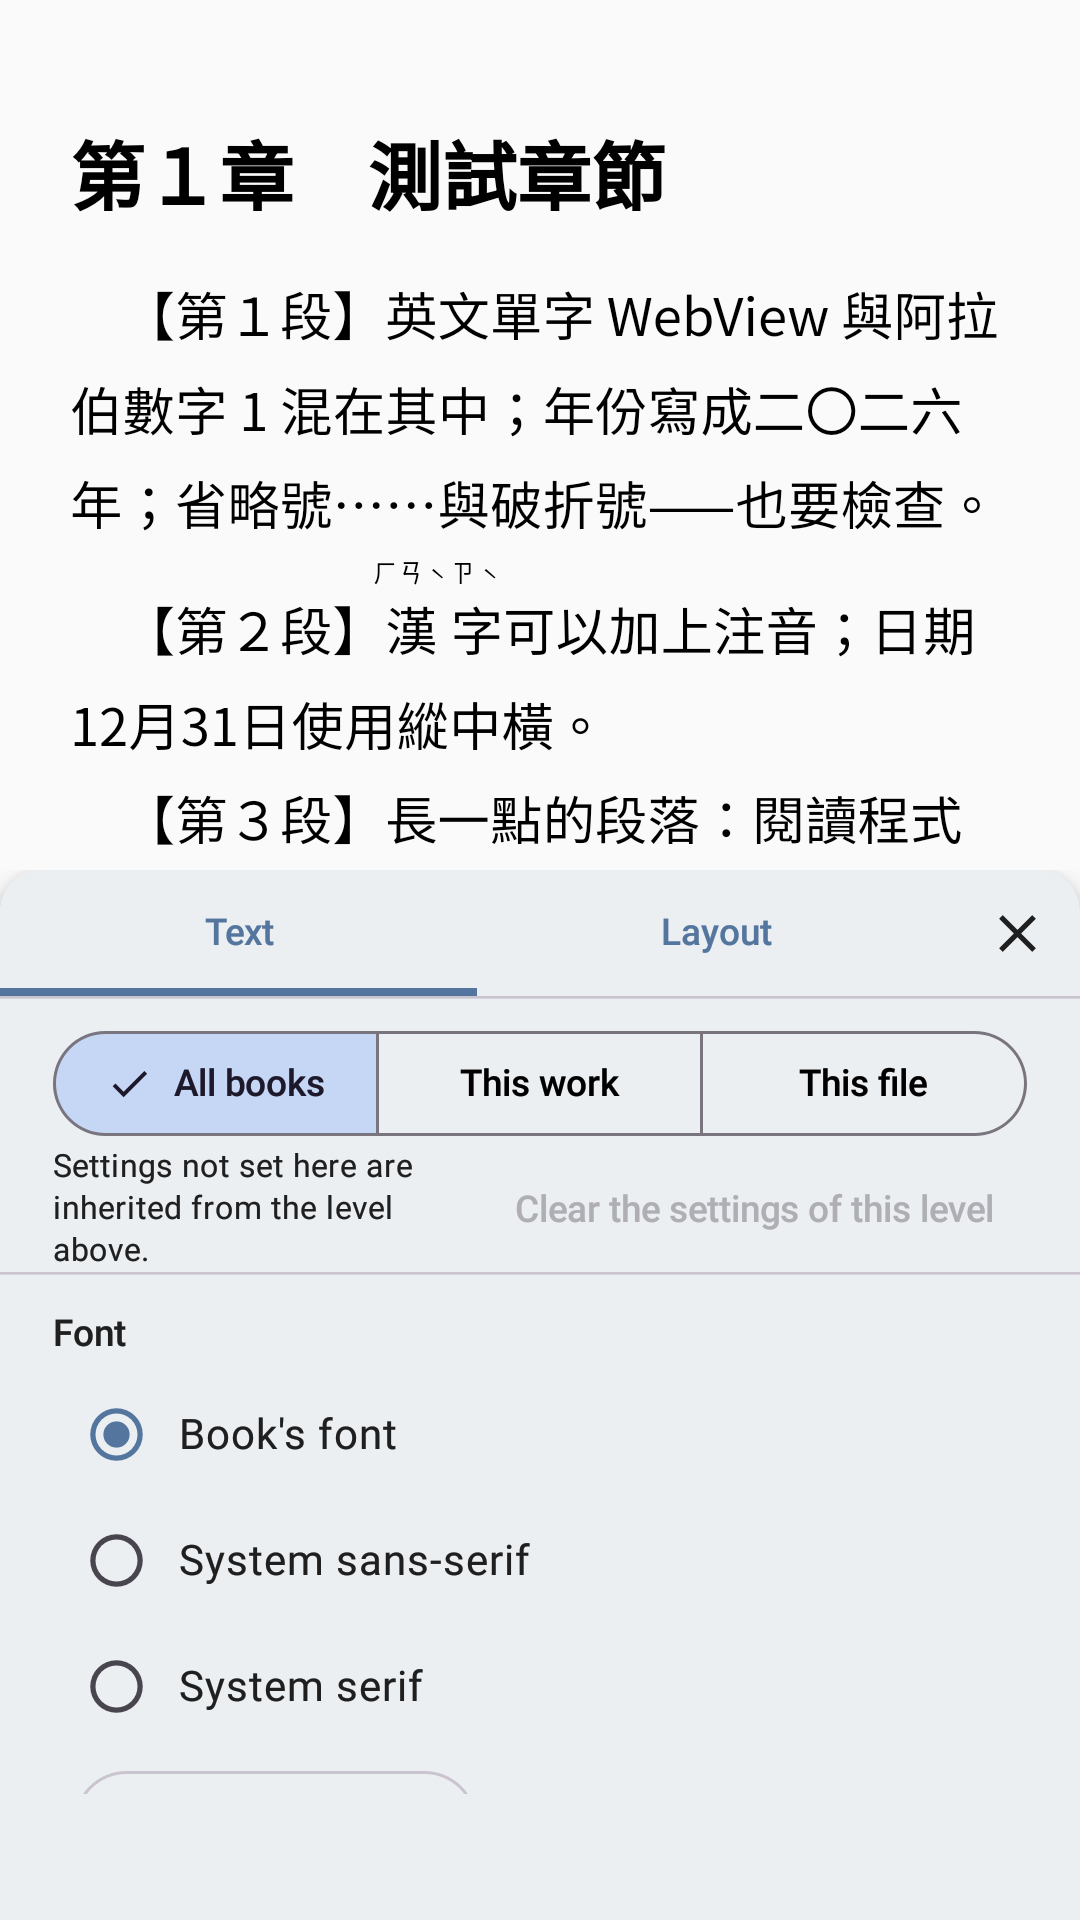 第１章　測試章節
【第１段】英文單字 WebView 與阿拉
伯數字 1 混在其中；年份寫成二〇二六
年；省略號……與破折號——也要檢查。
ㄏㄢˋㄗˋ
【第２段】漢字可以加上注音；日期
12月31日使用縱中橫。
【第３段】長一點的段落：閱讀程式
Text
Layout
All books
This work
This file
Settings not set here are
inherited from the level
above.
Clear the settings of this level
Font
Book's font
System sans-serif
System serif